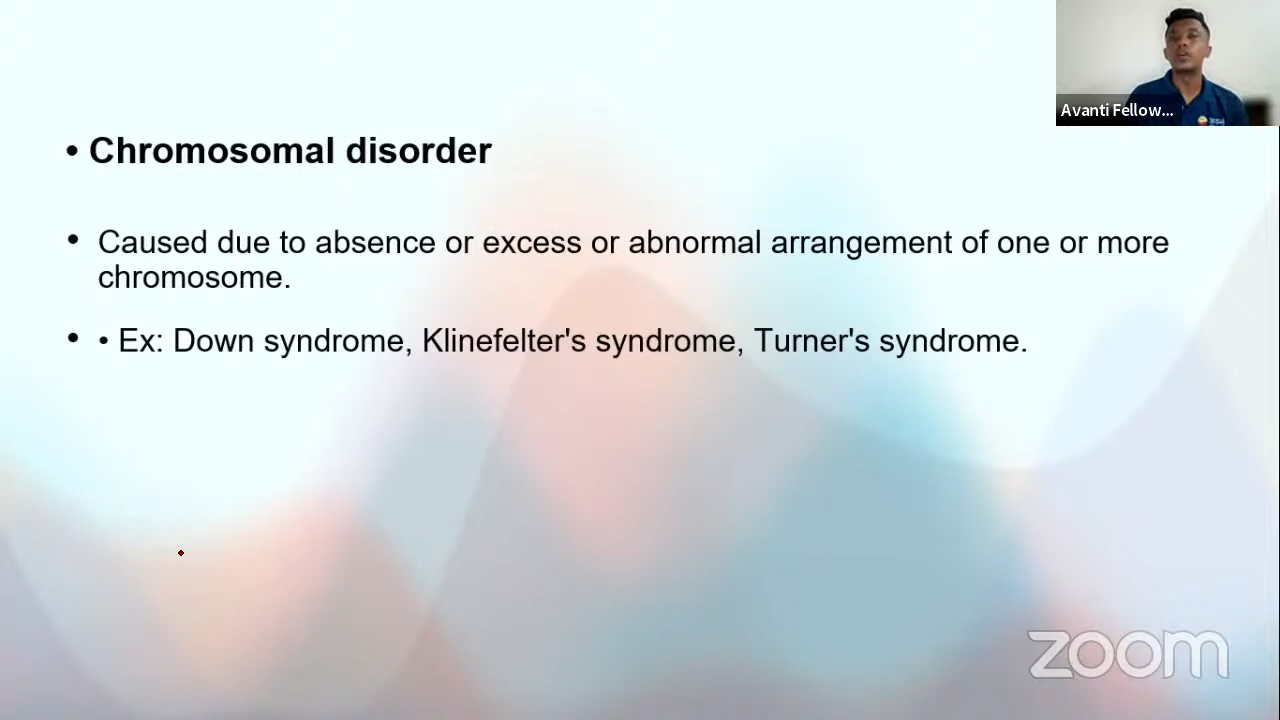 Avanti Fellow...
• Chromosomal disorder
• Caused due to absence or excess or abnormal arrangement of one or more
chromosome.
• • Ex: Down syndrome, Klinefelter's syndrome, Turner's syndrome.
zoom